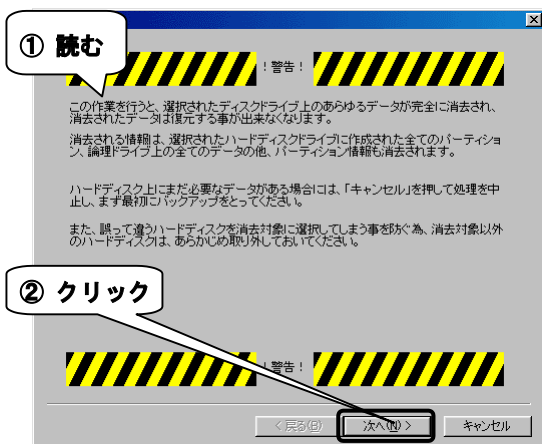 ① 読む
！警告！
この作業を行うと、選択されたディスクドライブ上のあらゆるデータが完全に消去され、
消去されたデータは復元する事が出来なくなります。
消去される情報は、選択されたハードディスクドライブに作成された全てのパーティショ
ン、論理ドライブ上の全てのデータの他、パーティション情報も消去されます。
ハードディスク上にまだ必要なデータがある場合には、「キャンセル」を押して処理を中
止し、まず最初にバックアップをとってください。
また、誤って違うハードディスクを消去対象に選択してしまう事を防ぐ為、消去対象以外
のハードディスクは、あらかじめ取り外しておいてください。
② クリック
！警告！
< 戻る(B)
次へ(N) >
キャンセル